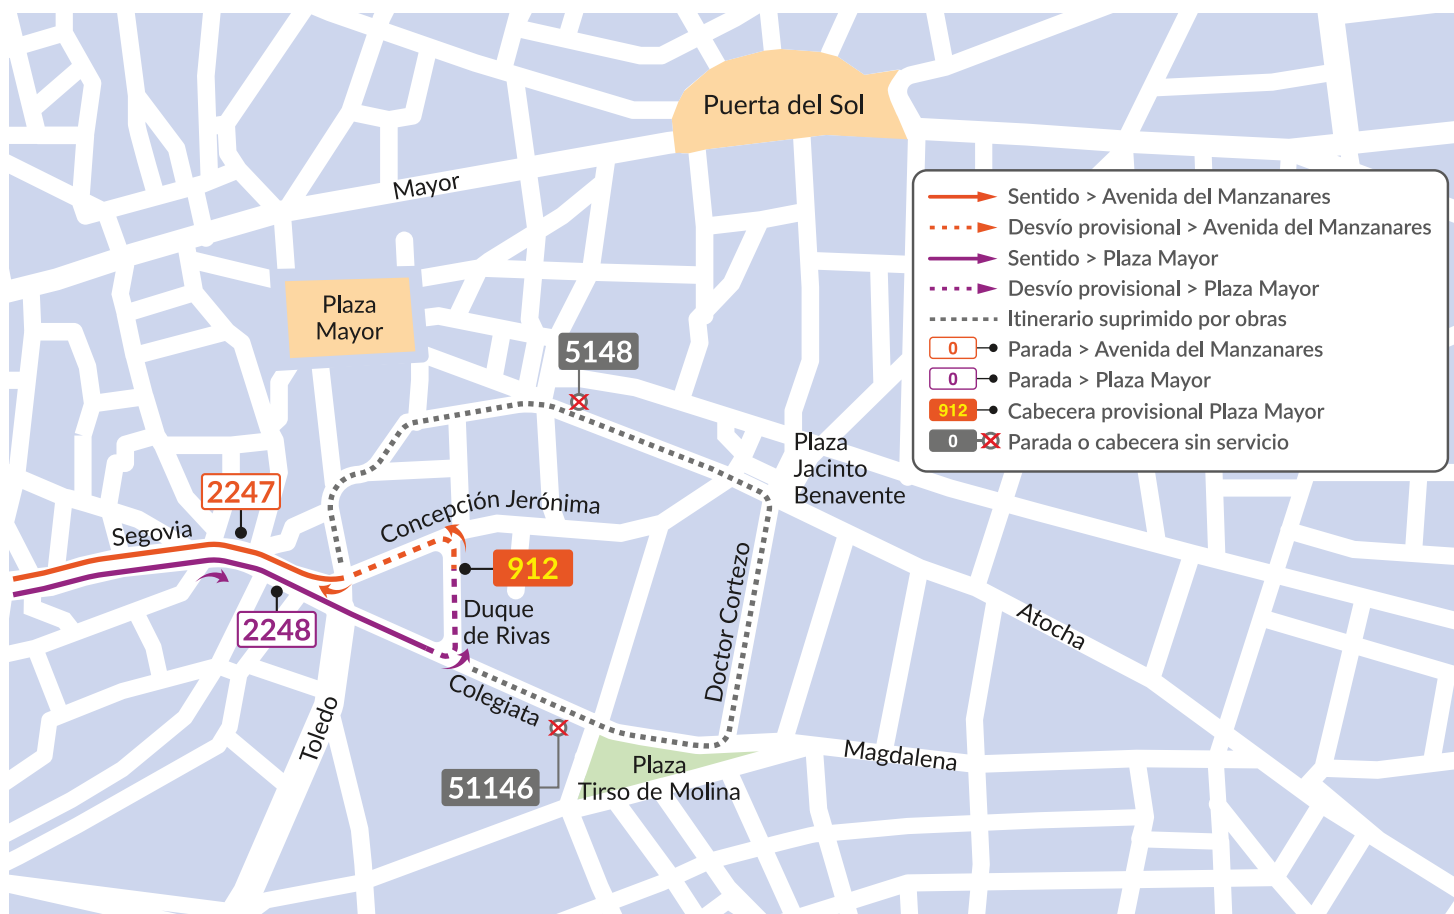 Puerta del Sol
Mayor
Plaza
Mayor
5148
Plaza
Jacinto
Benavente
2247
Segovia
Concepción Jerónima
912
2248
Duque
de Rivas
Doctor Cortezo
Atocha
Colegiata
Toledo
51146
Plaza
Tirso de Molina
Magdalena
Sentido > Avenida del Manzanares
Desvío provisional > Avenida del Manzanares
Sentido > Plaza Mayor
Desvío provisional > Plaza Mayor
Itinerario suprimido por obras
0 Parada > Avenida del Manzanares
0 Parada > Plaza Mayor
912 Cabecera provisional Plaza Mayor
0 Parada o cabecera sin servicio